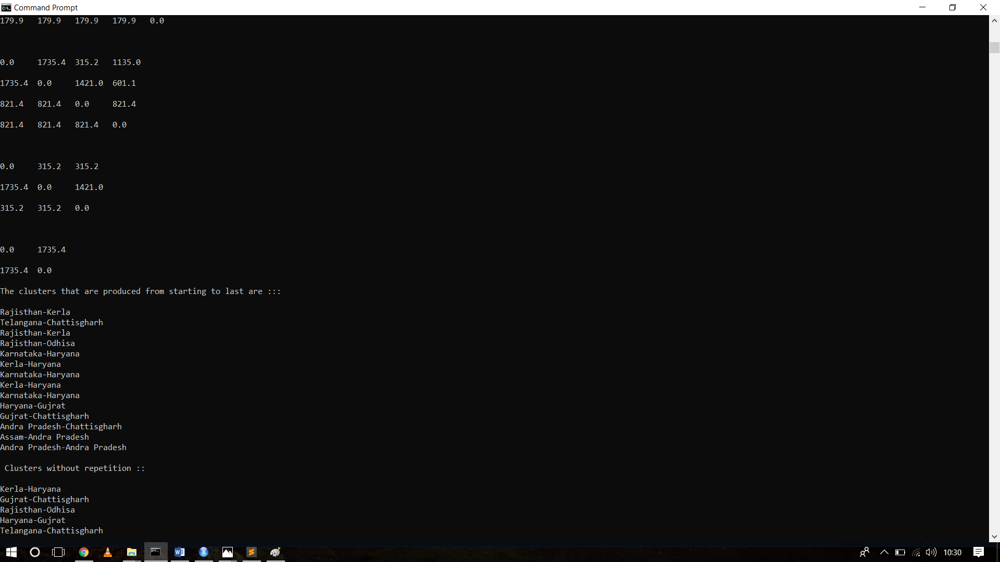 Command Prompt
179.9 179.9 179.9 179.9 0.0
0.0 1735.4 315.2 1135.0
1735.4 0.0 1421.0 601.1
821.4 821.4 0.0 821.4
821.4 821.4 821.4 0.0
0.0 315.2 315.2
1735.4 0.0 1421.0
315.2 315.2 0.0
0.0 1735.4
1735.4 0.0
The clusters that are produced from starting to last are :::
Rajisthan-Kerla
Telangana-Chattisgharh
Rajisthan-Kerla
Rajisthan-Odhisa
Karnataka-Haryana
Kerla-Haryana
Karnataka-Haryana
Kerla-Haryana
Karnataka-Haryana
Haryana-Gujrat
Gujrat-Chattisgharh
Andra Pradesh-Chattisgharh
Assam-Andra Pradesh
Andra Pradesh-Andra Pradesh
Clusters without repetition ::
Kerla-Haryana
Gujrat-Chattisgharh
Rajisthan-Odhisa
Haryana-Gujrat
Telangana-Chattisgharh
10:30